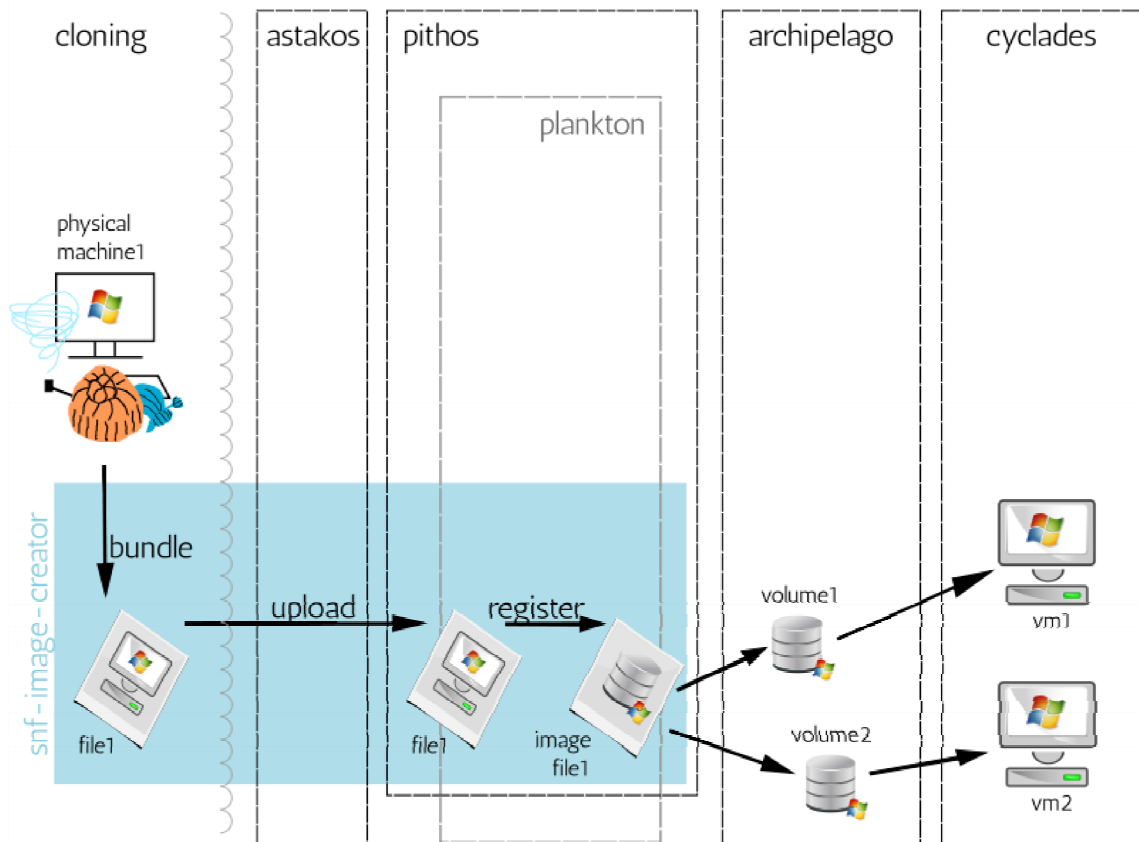 cloning
astakos
pithos
archipelago
cyclades
plankton
physical
machine1
bundle
snf-image-creator
upload
register
file1
file1
image
file1
volume1
volume2
vm1
vm2